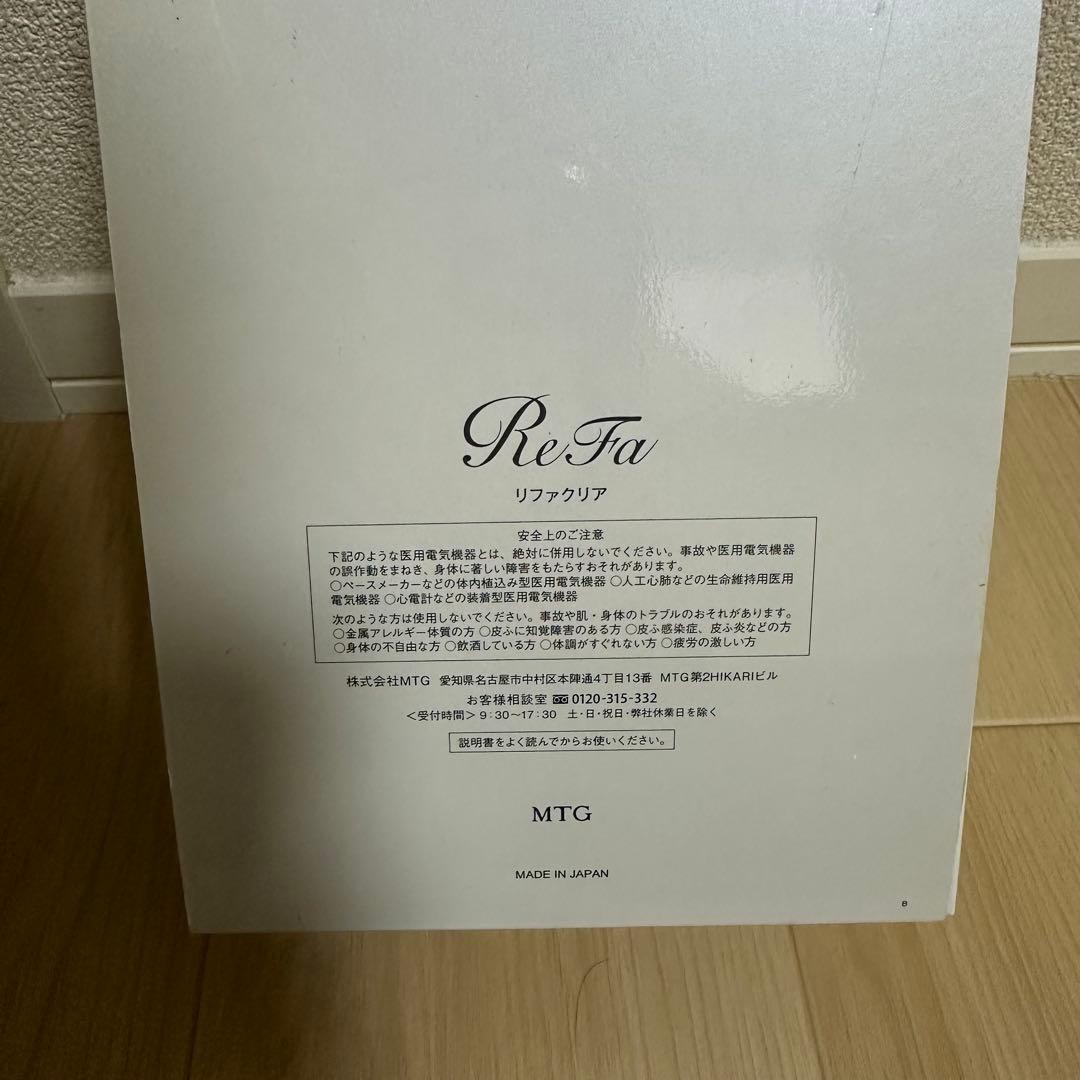 ReFa
リファクリア
安全上のご注意
下記のような医用電気機器とは、絶対に併用しないでください。事故や医用電気機器
の誤作動をまねき、身体に著しい障害をもたらすおそれがあります。
○ペースメーカーなどの体内植込み型医用電気機器 ○人工心肺などの生命維持用医用
電気機器 ○心電計などの装着型医用電気機器
次のような方は使用しないでください。事故や肌・身体のトラブルのおそれがあります。
○金属アレルギー体質の方 ○皮ふに知覚障害のある方 ○皮ふ感染症、皮ふ炎などの方
○身体の不自由な方 ○飲酒している方 ○体調がすぐれない方 ○疲労の激しい方
株式会社MTG 愛知県名古屋市中村区本陣通4丁目13番 MTG第2HIKARIビル
お客様相談室 0120-315-332
＜受付時間＞9:30～17:30 土・日・祝日・弊社休業日を除く
説明書をよく読んでからお使いください。
MTG
MADE IN JAPAN
B